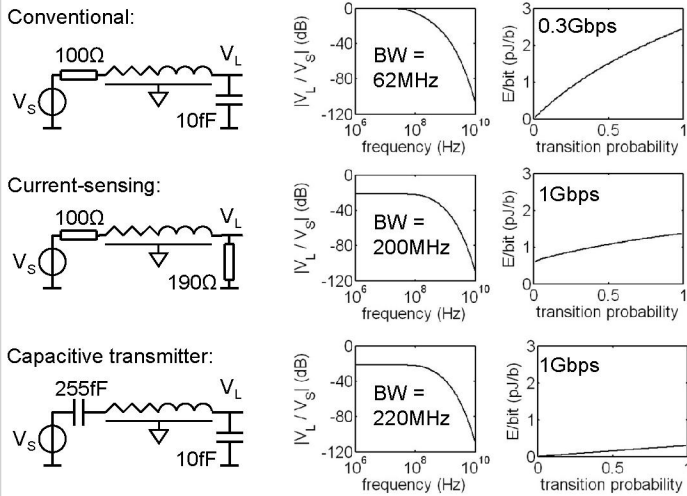 Conventional:
100Ω
V_S
V_L
10fF
|V_L / V_S| (dB)
0
-40
-80
-120
BW =
62MHz
10^6 10^8 10^10
frequency (Hz)
E/bit (pJ/b)
3
2
1
0
0.3Gbps
0 0.5 1
transition probability
Current-sensing:
100Ω
V_S
V_L
190Ω
|V_L / V_S| (dB)
0
-40
-80
-120
BW =
200MHz
10^6 10^8 10^10
frequency (Hz)
E/bit (pJ/b)
3
2
1
0
1Gbps
0 0.5 1
transition probability
Capacitive transmitter:
255fF
V_S
V_L
10fF
|V_L / V_S| (dB)
0
-40
-80
-120
BW =
220MHz
10^6 10^8 10^10
frequency (Hz)
E/bit (pJ/b)
3
2
1
0
1Gbps
0 0.5 1
transition probability